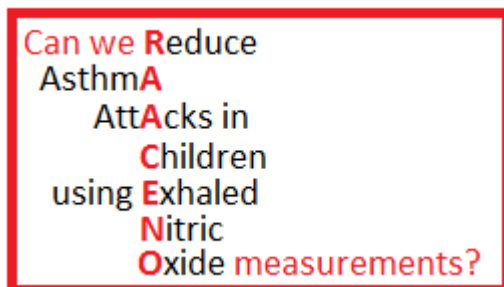 Can we Reduce
AsthmA
AttAcks in
Children
using Exhaled
Nitric
Oxide measurements?